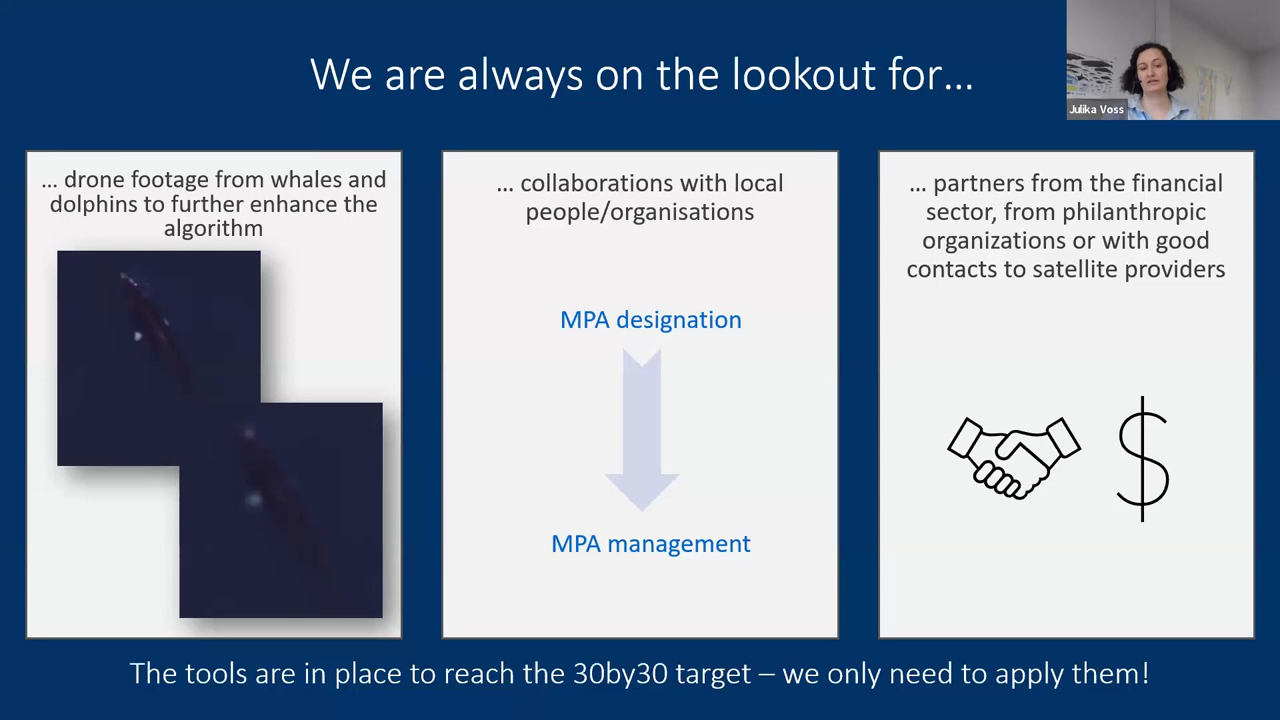 We are always on the lookout for...
Julika Voss
... drone footage from whales and
dolphins to further enhance the
algorithm
... collaborations with local
people/organisations
MPA designation
MPA management
... partners from the financial
sector, from philanthropic
organizations or with good
contacts to satellite providers
$
The tools are in place to reach the 30by30 target – we only need to apply them!